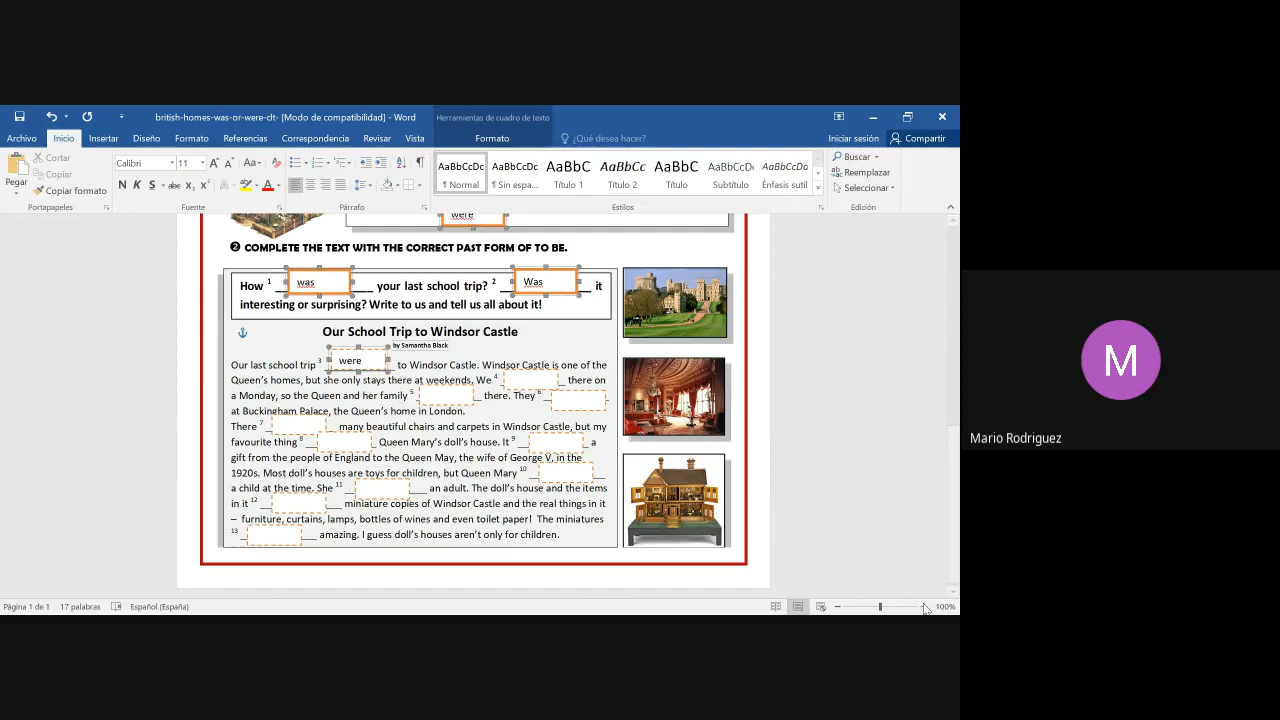 british-homes-was-or-were-clt- [Modo de compatibilidad] - Word
Herramientas de cuadro de texto
Archivo Inicio Insertar Diseño Formato Referencias Correspondencia Revisar Vista Formato ¿Qué desea hacer? Iniciar sesión Compartir
Pegar Cortar Copiar Copiar formato
Calibri 11 A A Aa
N K S abc x₂ x² A A
AaBbCcDc AaBbCcDc AaBbC AaBbCc AaBbC AaBbCcD AaBbCcDc
¶ Normal ¶ Sin espa... Título 1 Título 2 Título Subtítulo Énfasis sutil
Buscar
Reemplazar
Seleccionar
Portapapeles Fuente Párrafo Estilos Edición
were
❷ COMPLETE THE TEXT WITH THE CORRECT PAST FORM OF TO BE.
How 1 was your last school trip? 2 Was it
interesting or surprising? Write to us and tell us all about it!
Our School Trip to Windsor Castle
by Samantha Black
Our last school trip 3 were to Windsor Castle. Windsor Castle is one of the
Queen's homes, but she only stays there at weekends. We 4 there on
a Monday, so the Queen and her family 5 there. They 6
at Buckingham Palace, the Queen's home in London.
There 7 many beautiful chairs and carpets in Windsor Castle, but my
favourite thing 8 Queen Mary's doll's house. It 9 a
gift from the people of England to the Queen May, the wife of George V, in the
1920s. Most doll's houses are toys for children, but Queen Mary 10
a child at the time. She 11 an adult. The doll's house and the items
in it 12 miniature copies of Windsor Castle and the real things in it
– furniture, curtains, lamps, bottles of wines and even toilet paper! The miniatures
13 amazing. I guess doll's houses aren't only for children.
Página 1 de 1 17 palabras Español (España) 100%
M
Mario Rodriguez